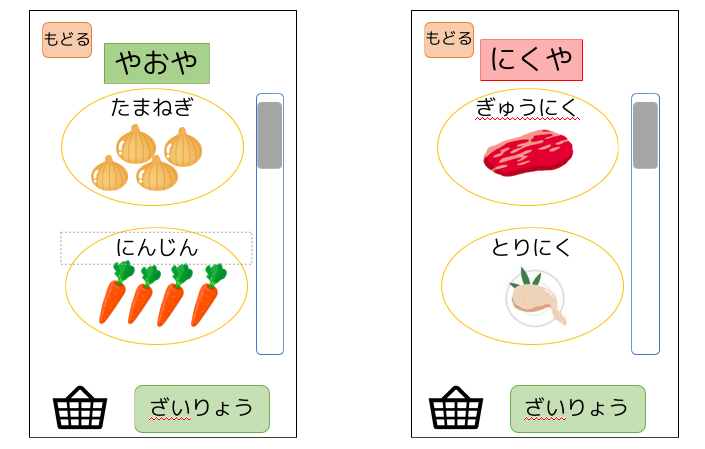 もどる
やおや
たまねぎ
にんじん
ざいりょう
もどる
にくや
ぎゅうにく
とりにく
ざいりょう